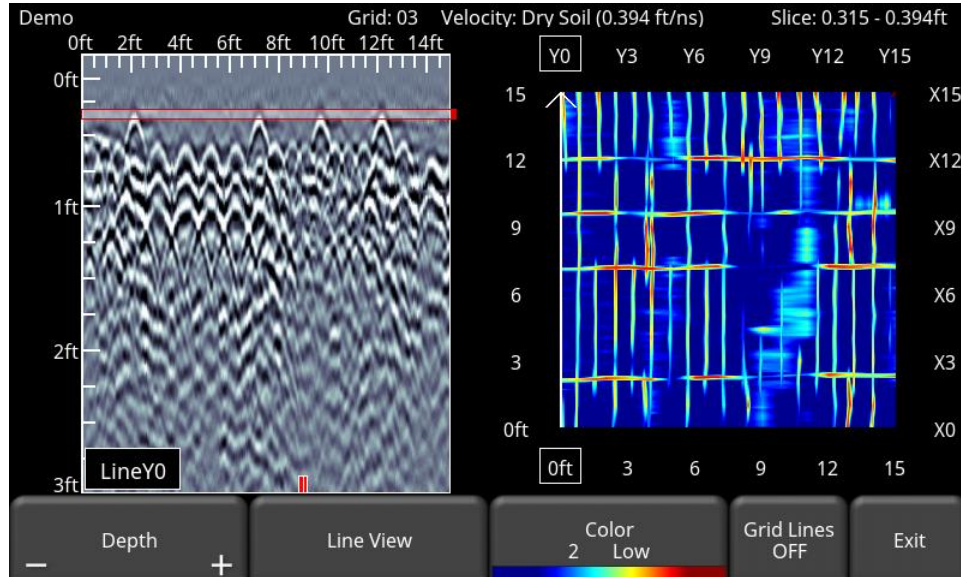 Demo Grid: 03 Velocity: Dry Soil (0.394 ft/ns) Slice: 0.315 - 0.394ft
0ft 2ft 4ft 6ft 8ft 10ft 12ft 14ft
0ft
1ft
2ft
3ft
LineY0
Y0 Y3 Y6 Y9 Y12 Y15
15 X15
12 X12
9 X9
6 X6
3 X3
0ft X0
0ft 3 6 9 12 15
Depth
- +
Line View
Color
2 Low
Grid Lines
OFF
Exit